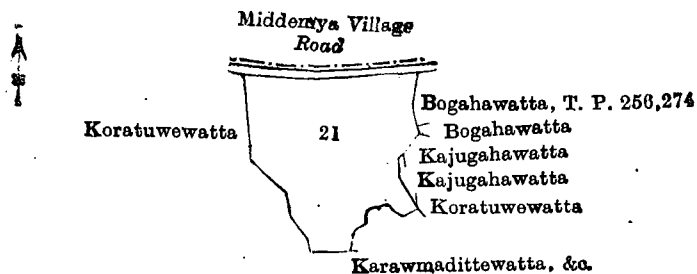 Middeniya Village
Road
Bogahawatta, T. P. 256,274
Koratuwewatta
21
Bogahawatta
Kajugahawatta
Kajugahawatta
Koratuwewatta
Karawmadittewatta, &c.